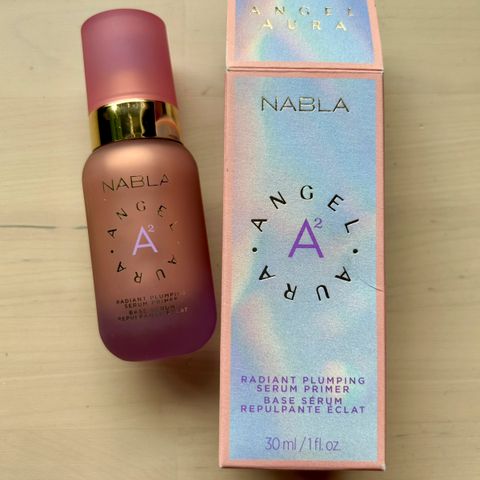 NABLA
ANGEL AURA
A²
RADIANT PLUMPING
SERUM PRIMER
BASE SÉRUM
REPULPANTE ÉCLAT
ANGEL
AURA
NABLA
ANGEL AURA
A²
RADIANT PLUMPING
SERUM PRIMER
BASE SÉRUM
REPULPANTE ÉCLAT
30 ml / 1 fl. oz.